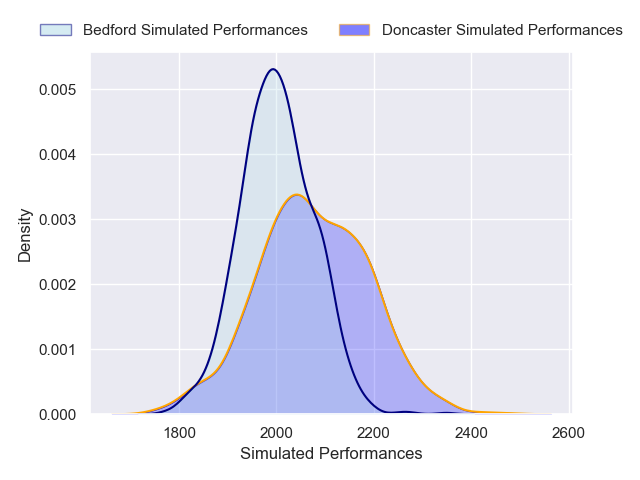 Bedford Simulated Performances
Doncaster Simulated Performances
0.005
0.004
0.003
0.002
0.001
0.000
Density
1800
2000
2200
2400
2600
Simulated Performances